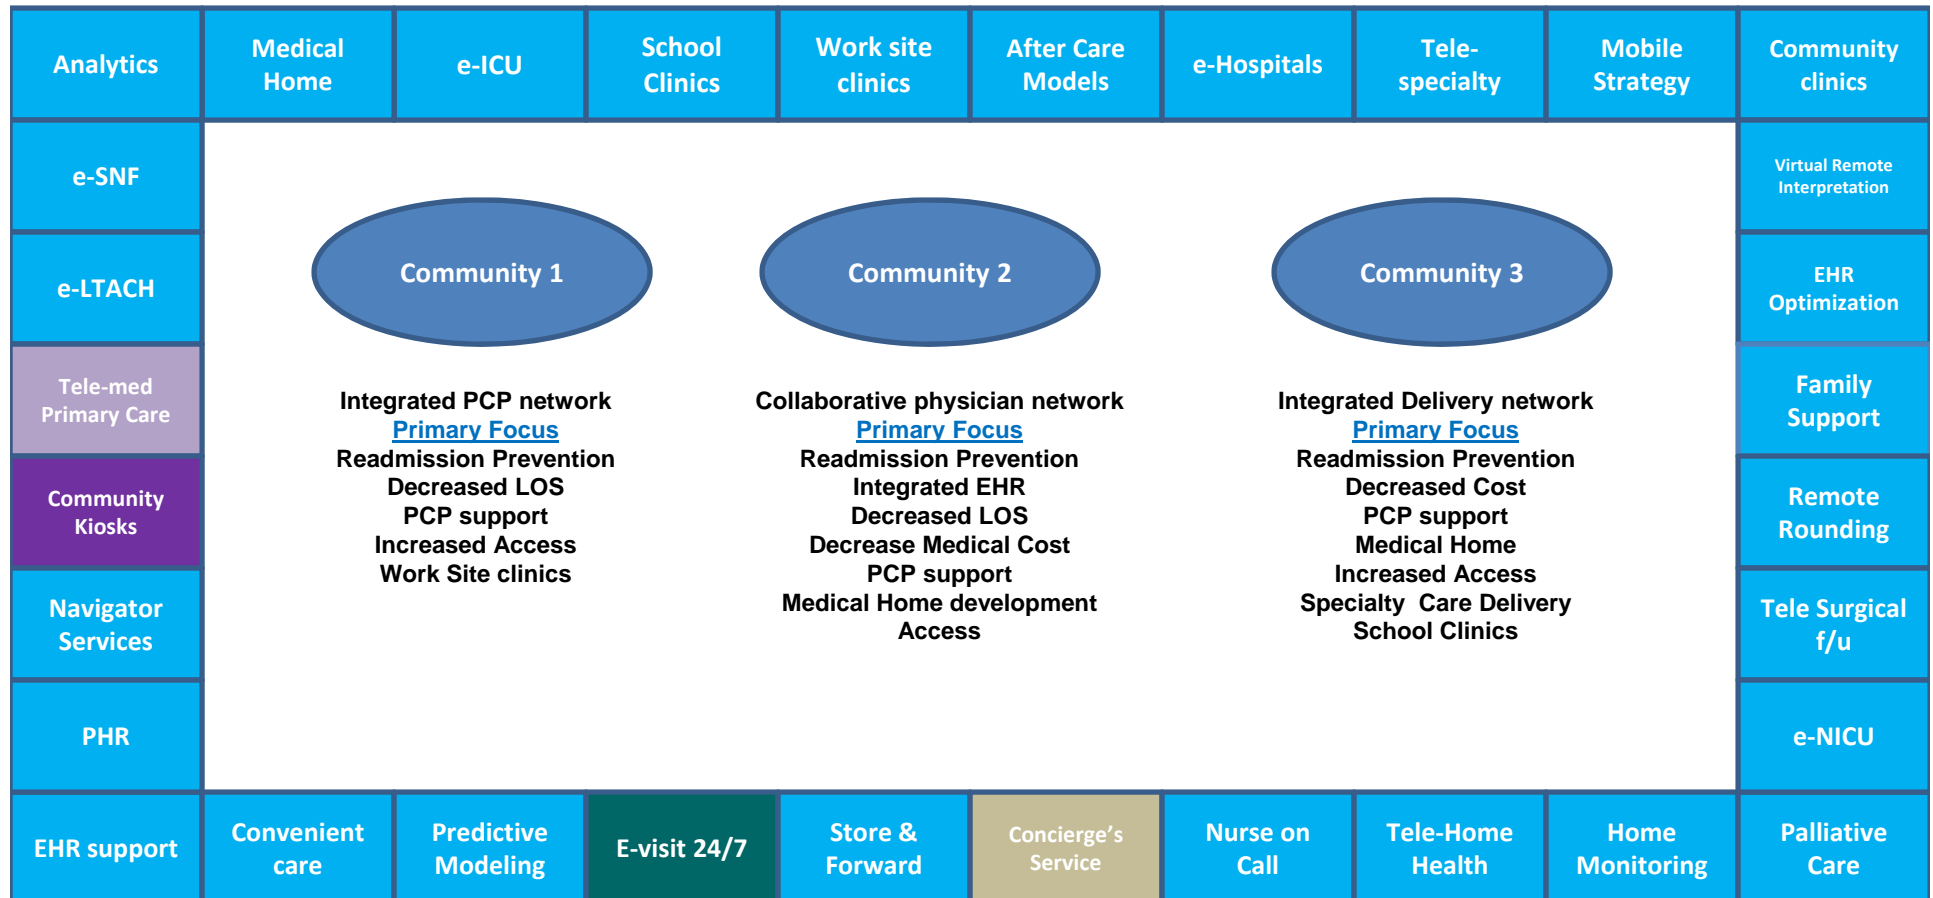 Analytics
Medical
Home
e-ICU
School
Clinics
Work site
clinics
After Care
Models
e-Hospitals
Tele-
specialty
Mobile
Strategy
Community
clinics
e-SNF
Virtual Remote
Interpretation
e-LTACH
EHR
Optimization
Tele-med
Primary Care
Family
Support
Community
Kiosks
Remote
Rounding
Navigator
Services
Tele Surgical
f/u
PHR
e-NICU
Community 1
Integrated PCP network
Primary Focus
Readmission Prevention
Decreased LOS
PCP support
Increased Access
Work Site clinics
Community 2
Collaborative physician network
Primary Focus
Readmission Prevention
Integrated EHR
Decreased LOS
Decrease Medical Cost
PCP support
Medical Home development
Access
Community 3
Integrated Delivery network
Primary Focus
Readmission Prevention
Decreased Cost
PCP support
Medical Home
Increased Access
Specialty  Care Delivery
School Clinics
EHR support
Convenient
care
Predictive
Modeling
E-visit 24/7
Store &
Forward
Concierge’s
Service
Nurse on
Call
Tele-Home
Health
Home
Monitoring
Palliative
Care